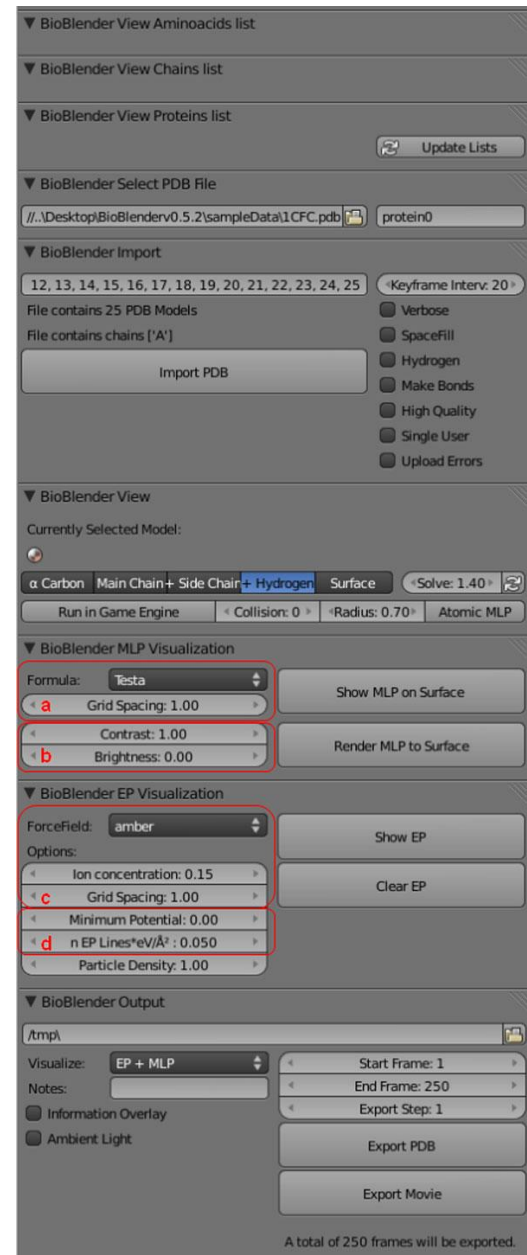 BioBlender View Aminoacids list
BioBlender View Chains list
BioBlender View Proteins list
Update Lists
BioBlender Select PDB File
//..\Desktop\BioBlenderv0.5.2\sampleData\1CFC.pdb protein0
BioBlender Import
12, 13, 14, 15, 16, 17, 18, 19, 20, 21, 22, 23, 24, 25 Keyframe Interv: 20
File contains 25 PDB Models Verbose
File contains chains ['A'] SpaceFill
Import PDB Hydrogen
Make Bonds
High Quality
Single User
Upload Errors
BioBlender View
Currently Selected Model:
α Carbon Main Chain + Side Chain + Hydrogen Surface Solve: 1.40
Run in Game Engine Collision: 0 Radius: 0.70 Atomic MLP
BioBlender MLP Visualization
Formula: Testa Show MLP on Surface
a Grid Spacing: 1.00
Contrast: 1.00 Render MLP to Surface
b Brightness: 0.00
BioBlender EP Visualization
ForceField: amber Show EP
Options:
Ion concentration: 0.15 Clear EP
c Grid Spacing: 1.00
Minimum Potential: 0.00
d n EP Lines*eV/Å² : 0.050
Particle Density: 1.00
BioBlender Output
/tmp\
Visualize: EP + MLP Start Frame: 1
Notes: End Frame: 250
Information Overlay Export Step: 1
Ambient Light Export PDB
Export Movie
A total of 250 frames will be exported.